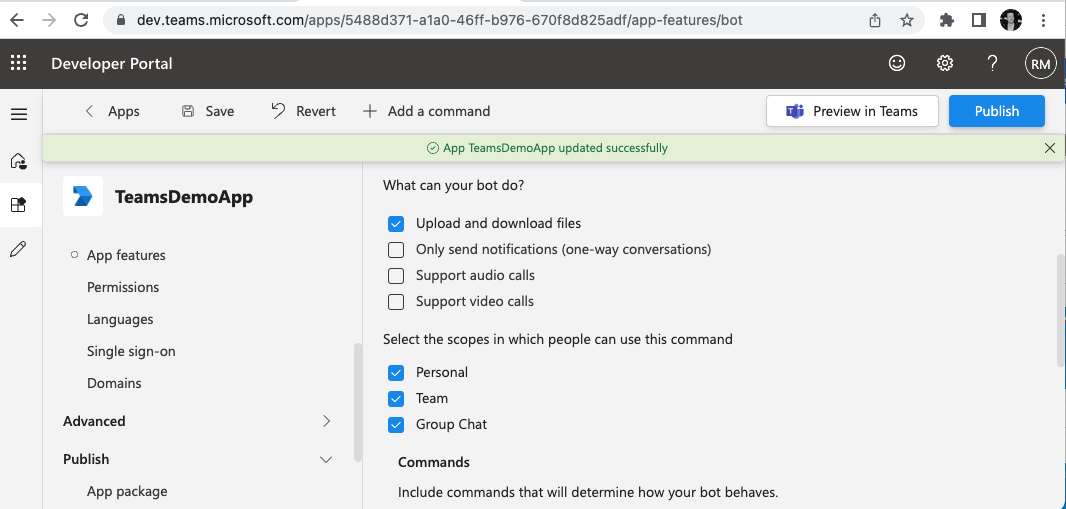 dev.teams.microsoft.com/apps/5488d371-a1a0-46ff-b976-670f8d825adf/app-features/bot
Developer Portal
RM
Apps
Save
Revert
Add a command
Preview in Teams
Publish
App TeamsDemoApp updated successfully
TeamsDemoApp
App features
Permissions
Languages
Single sign-on
Domains
Advanced
Publish
App package
What can your bot do?
Upload and download files
Only send notifications (one-way conversations)
Support audio calls
Support video calls
Select the scopes in which people can use this command
Personal
Team
Group Chat
Commands
Include commands that will determine how your bot behaves.